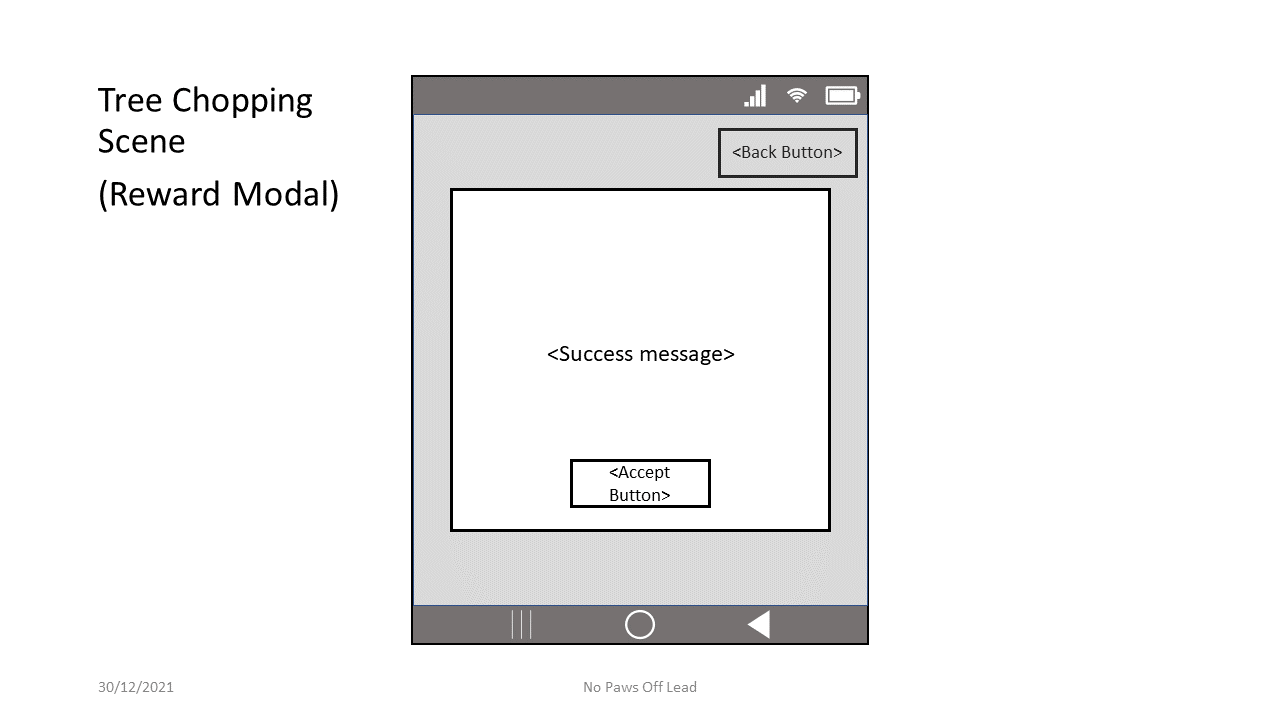 Tree Chopping
Scene
(Reward Modal)
<Back Button>
<Success message>
<Accept
Button>
30/12/2021
No Paws Off Lead